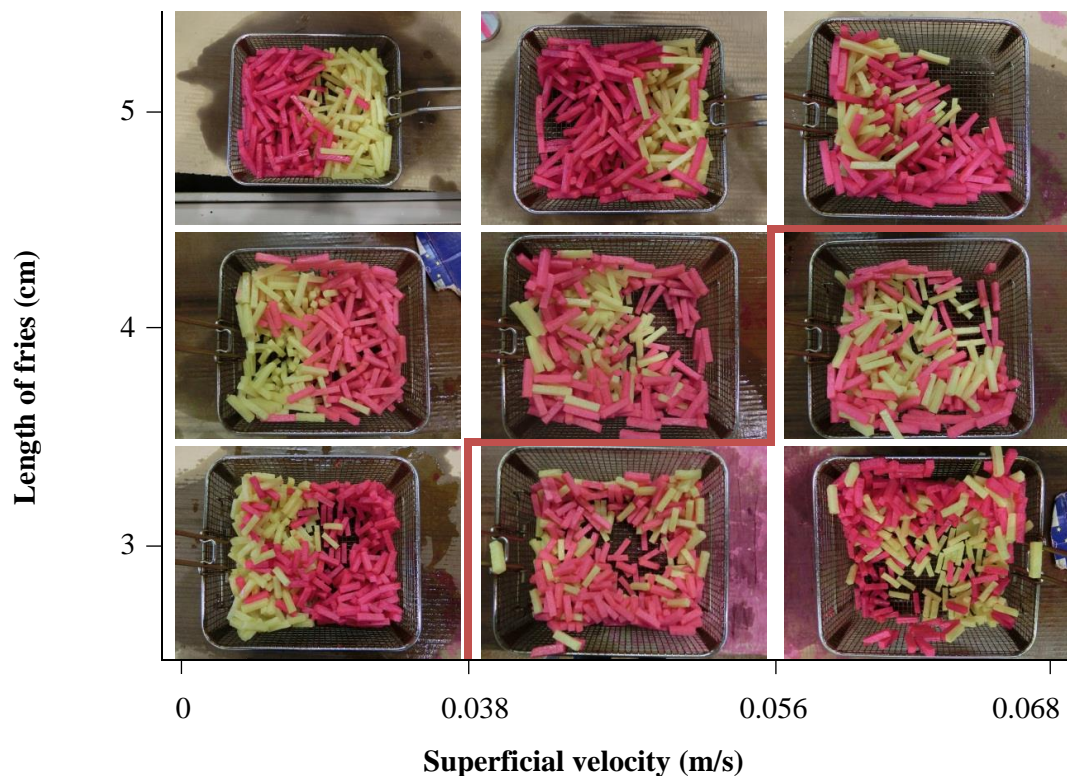 5
4
3
Length of fries (cm)
0 0.038 0.056 0.068
Superficial velocity (m/s)